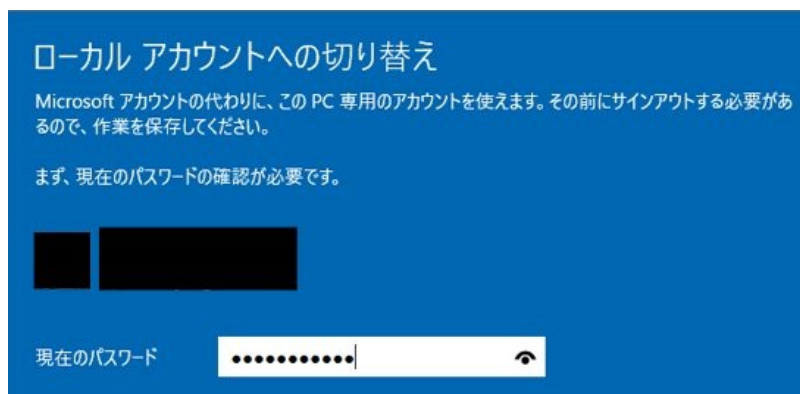 ローカル アカウントへの切り替え
Microsoft アカウントの代わりに、この PC 専用のアカウントを使えます。その前にサインアウトする必要があ
るので、作業を保存してください。
まず、現在のパスワードの確認が必要です。
現在のパスワード ●●●●●●●●●●●